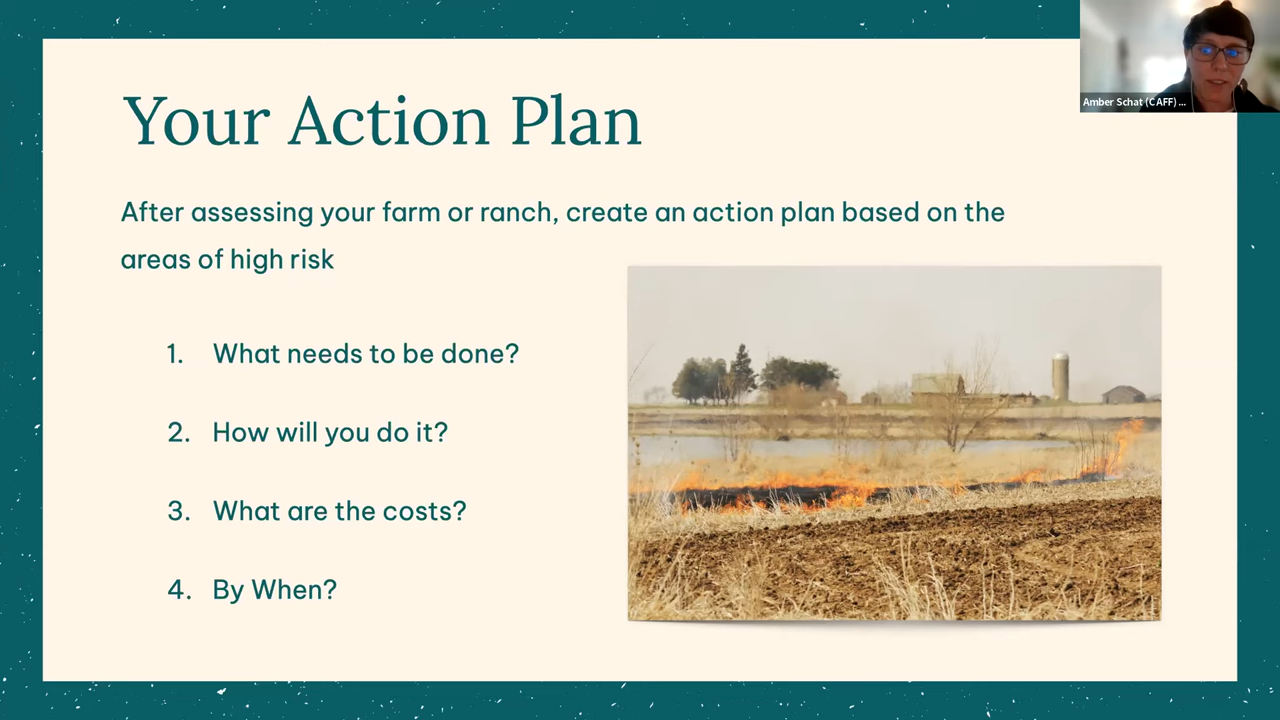 Your Action Plan
After assessing your farm or ranch, create an action plan based on the
areas of high risk
1. What needs to be done?
2. How will you do it?
3. What are the costs?
4. By When?
Amber Schat (CAFF) ...